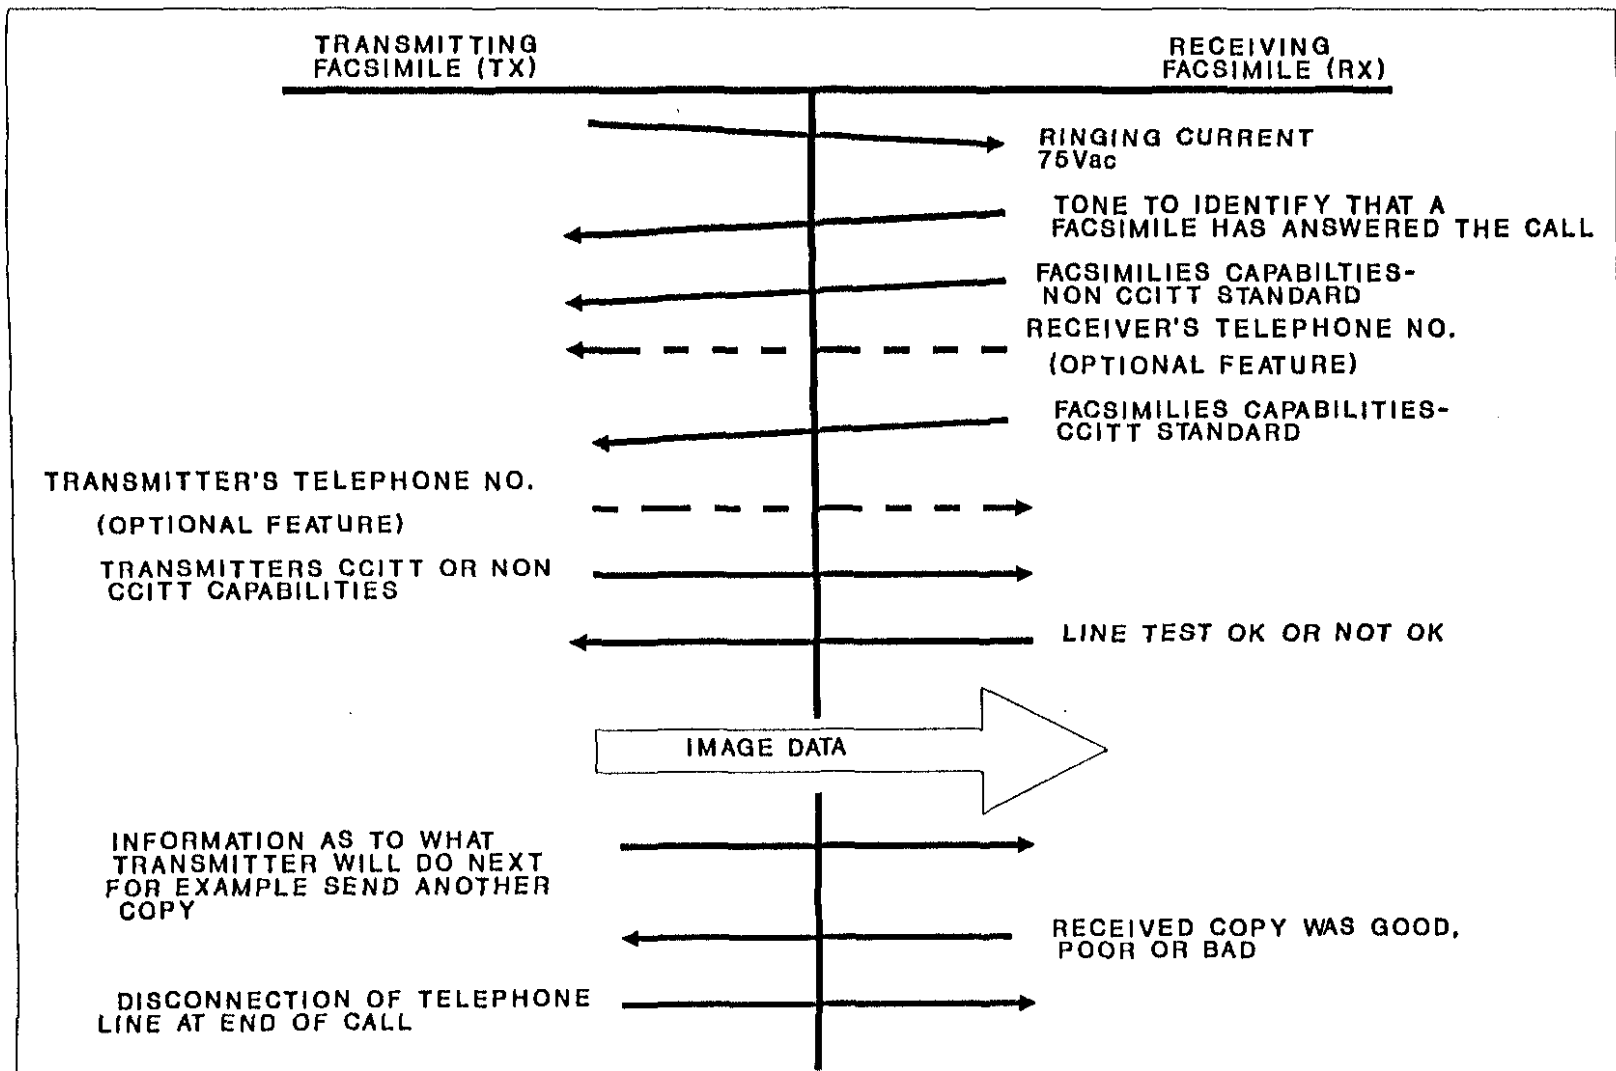 TRANSMITTING
FACSIMILE (TX)
RECEIVING
FACSIMILE (RX)
RINGING CURRENT
75Vac
TONE TO IDENTIFY THAT A
FACSIMILE HAS ANSWERED THE CALL
FACSIMILIES CAPABILTIES-
NON CCITT STANDARD
RECEIVER'S TELEPHONE NO.
(OPTIONAL FEATURE)
FACSIMILIES CAPABILITIES-
CCITT STANDARD
TRANSMITTER'S TELEPHONE NO.
(OPTIONAL FEATURE)
TRANSMITTERS CCITT OR NON
CCITT CAPABILITIES
LINE TEST OK OR NOT OK
IMAGE DATA
INFORMATION AS TO WHAT
TRANSMITTER WILL DO NEXT
FOR EXAMPLE SEND ANOTHER
COPY
RECEIVED COPY WAS GOOD,
POOR OR BAD
DISCONNECTION OF TELEPHONE
LINE AT END OF CALL